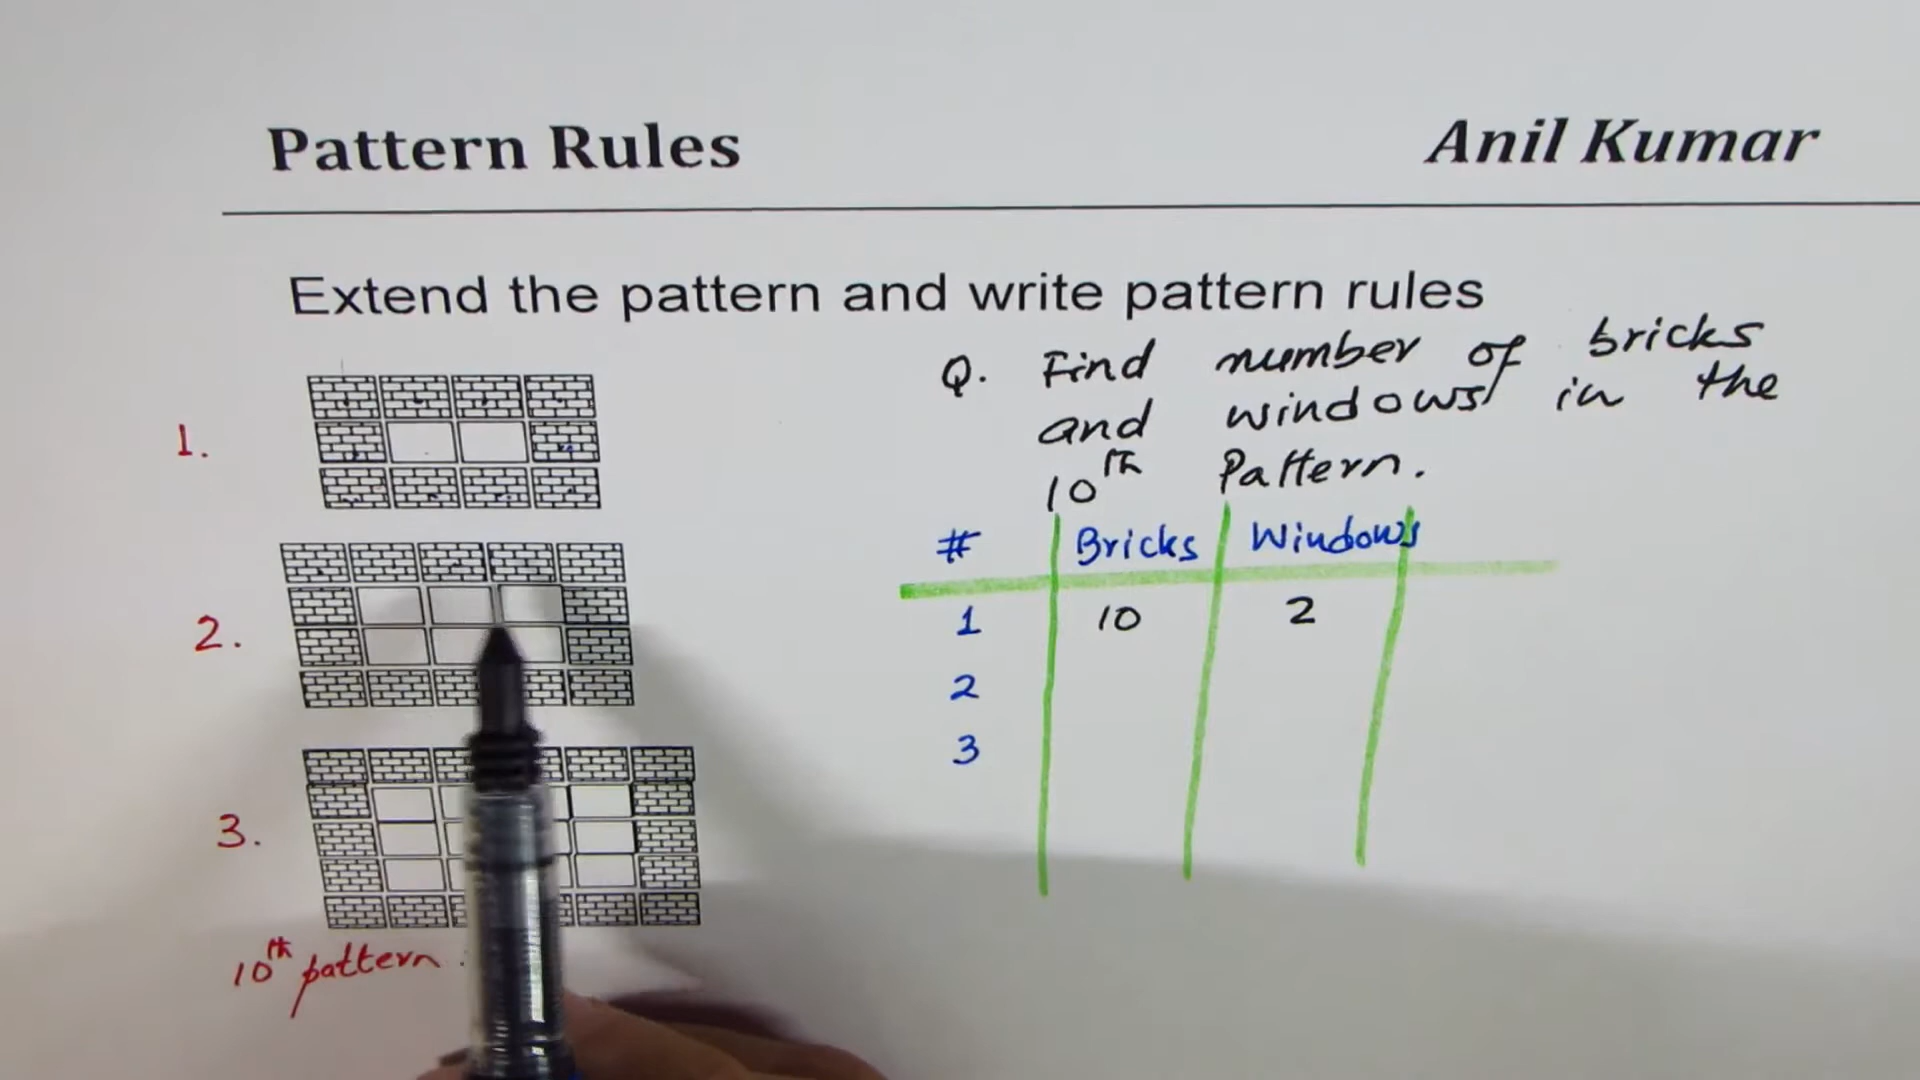 Pattern Rules
Anil Kumar
Extend the pattern and write pattern rules
Q. Find number of bricks
and windows in the
10th Pattern.
# Bricks Windows
1 10 2
2
3
1.
2.
3.
10th pattern.